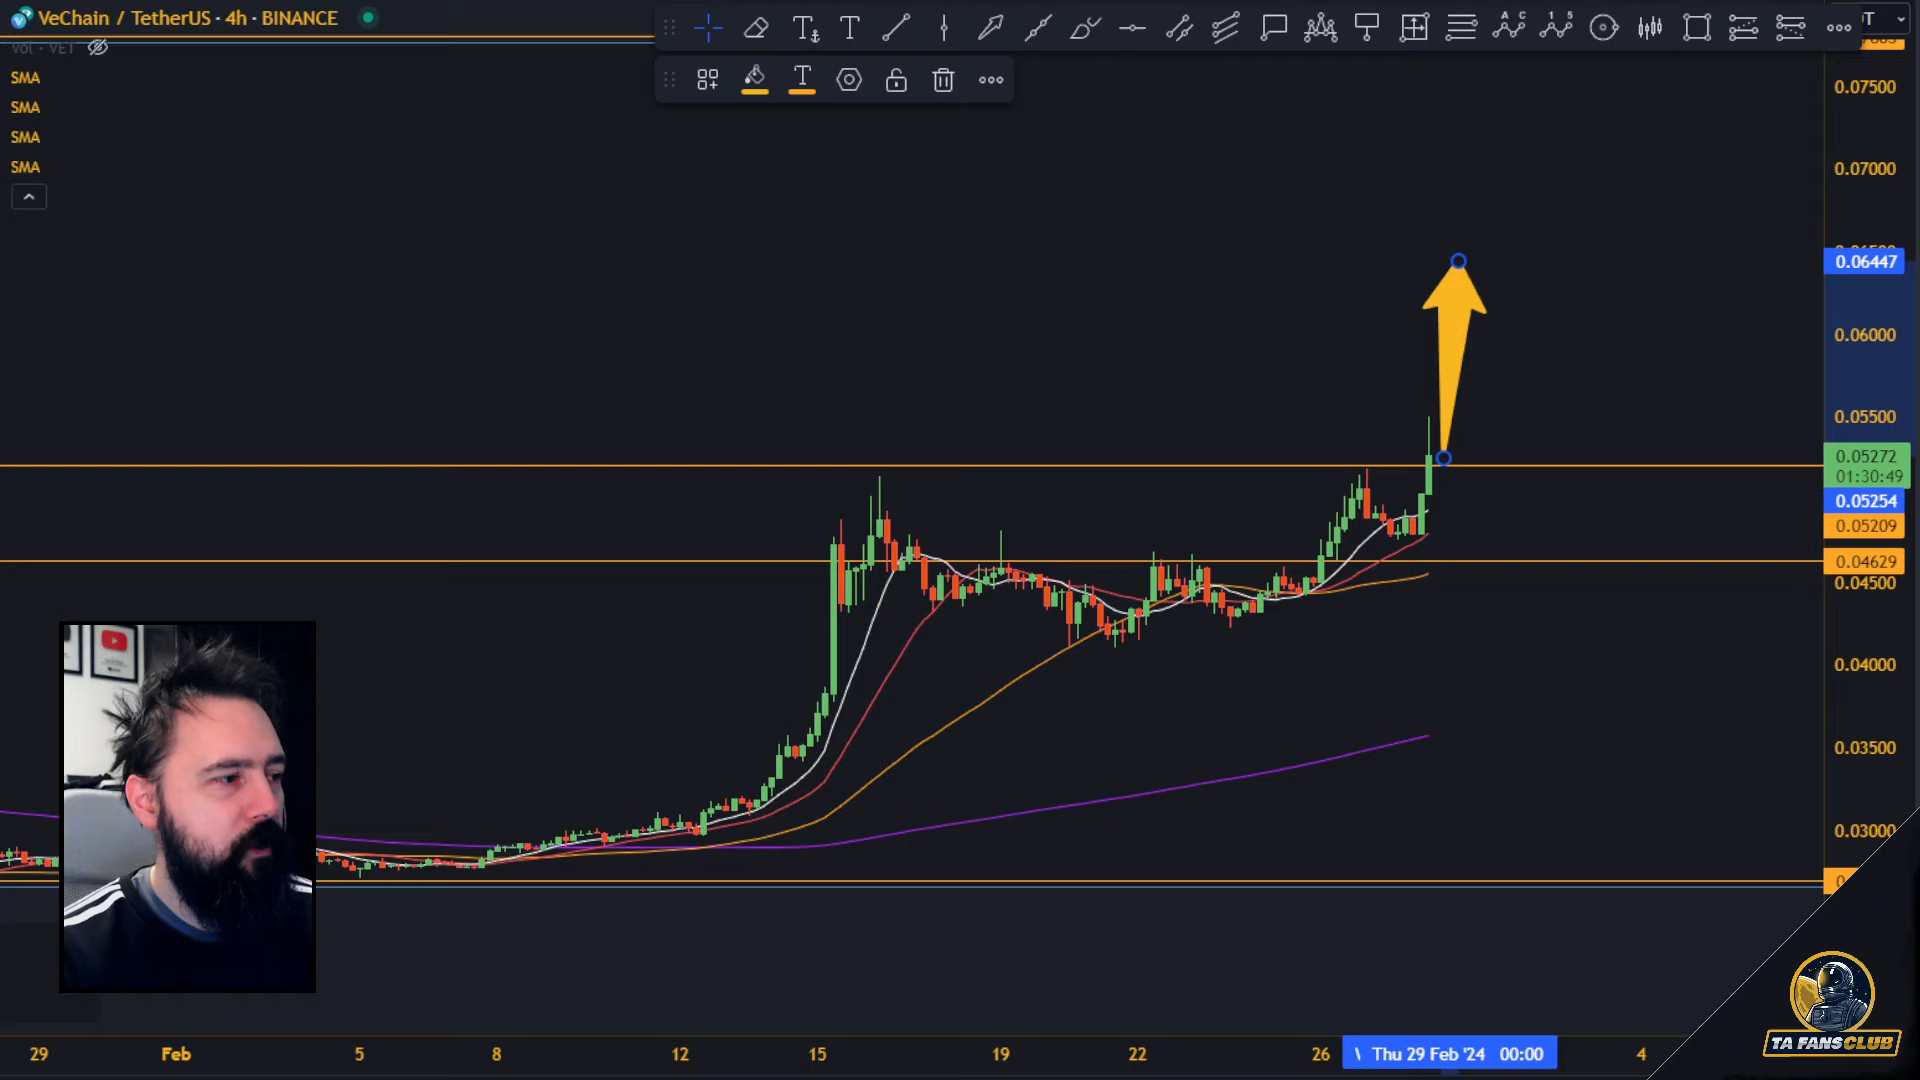 VeChain / TetherUS · 4h · BINANCE
Vol · VET
SMA
SMA
SMA
SMA
0.07500
0.07000
0.06447
0.06000
0.05500
0.05272
01:30:49
0.05254
0.05209
0.04629
0.04500
0.04000
0.03500
0.03000
29 Feb 5 8 12 15 19 22 26 Thu 29 Feb '24 00:00 4
TA FANSCLUB